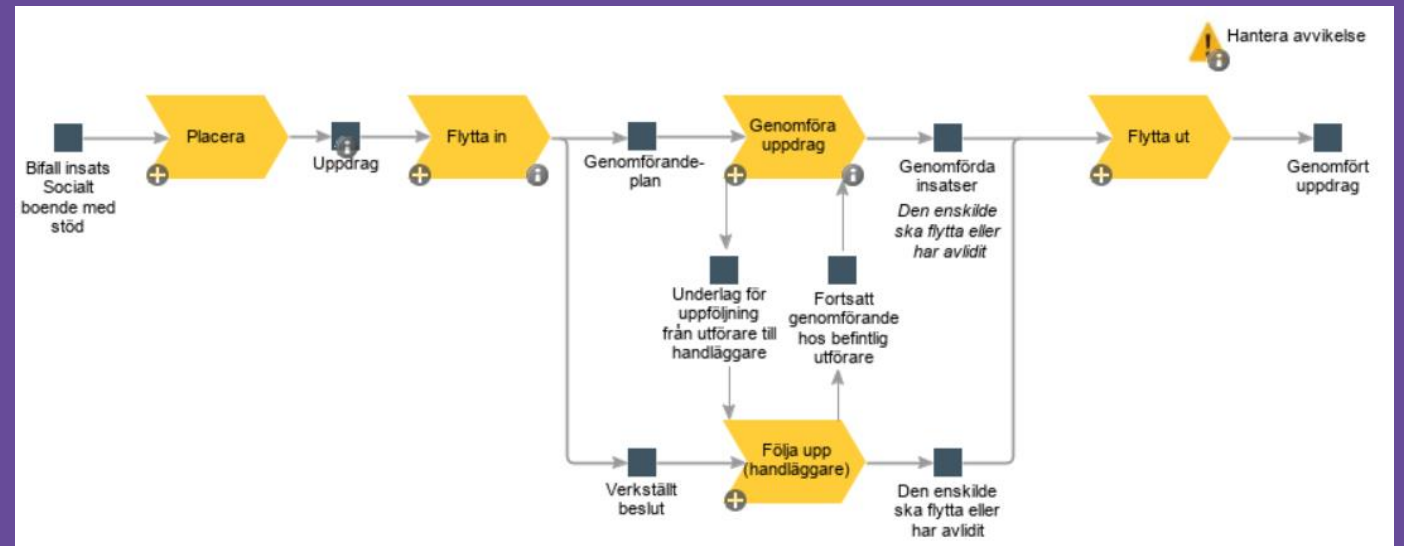 Hantera avvikelse
Bifall insats
Socialt
boende med
stöd
Placera
Uppdrag
Flytta in
Genomförande-
plan
Genomföra
uppdrag
Genomförda
insatser
Den enskilde
ska flytta eller
har avlidit
Flytta ut
Genomfört
uppdrag
Underlag för
uppföljning
från utförare till
handläggare
Fortsatt
genomförande
hos befintlig
utförare
Verkställt
beslut
Följa upp
(handläggare)
Den enskilde
ska flytta eller
har avlidit